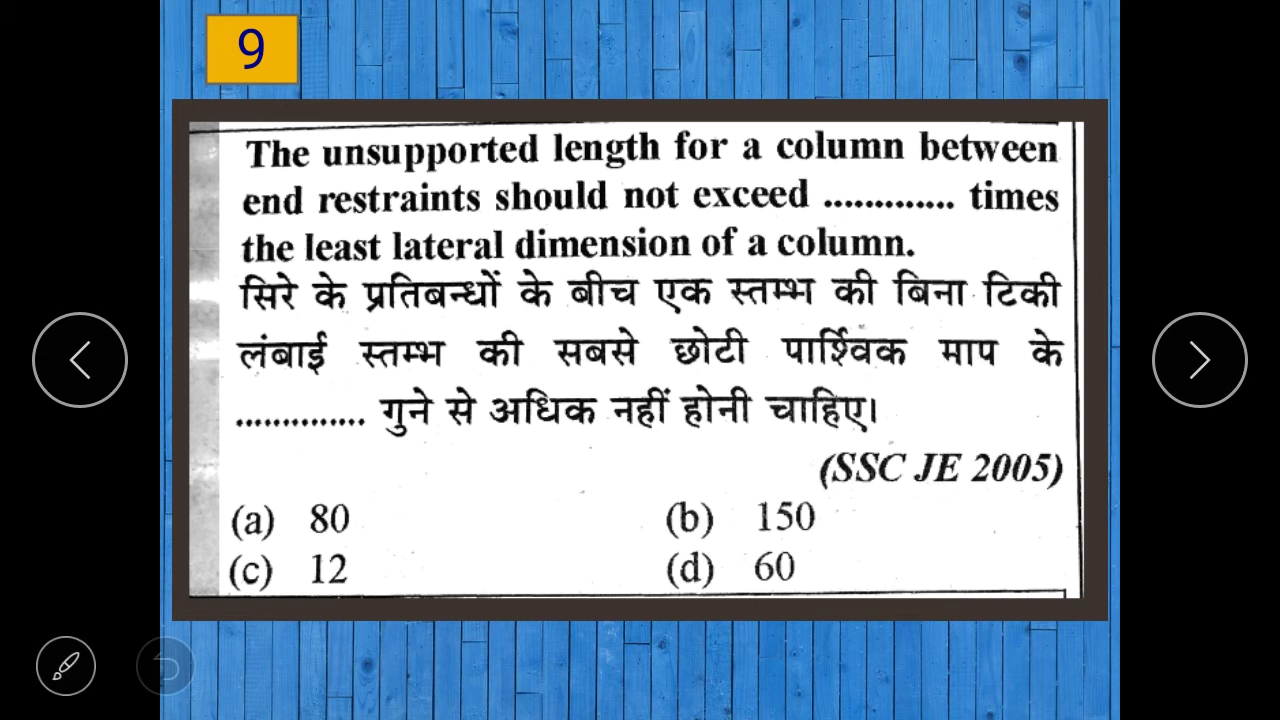 9
The unsupported length for a column between
end restraints should not exceed ............. times
the least lateral dimension of a column.
सिरे के प्रतिबन्धों के बीच एक स्तम्भ की बिना टिकी
लंबाई स्तम्भ की सबसे छोटी पार्श्विक माप के
.............. गुने से अधिक नहीं होनी चाहिए।
(SSC JE 2005)
(a) 80 (b) 150
(c) 12 (d) 60